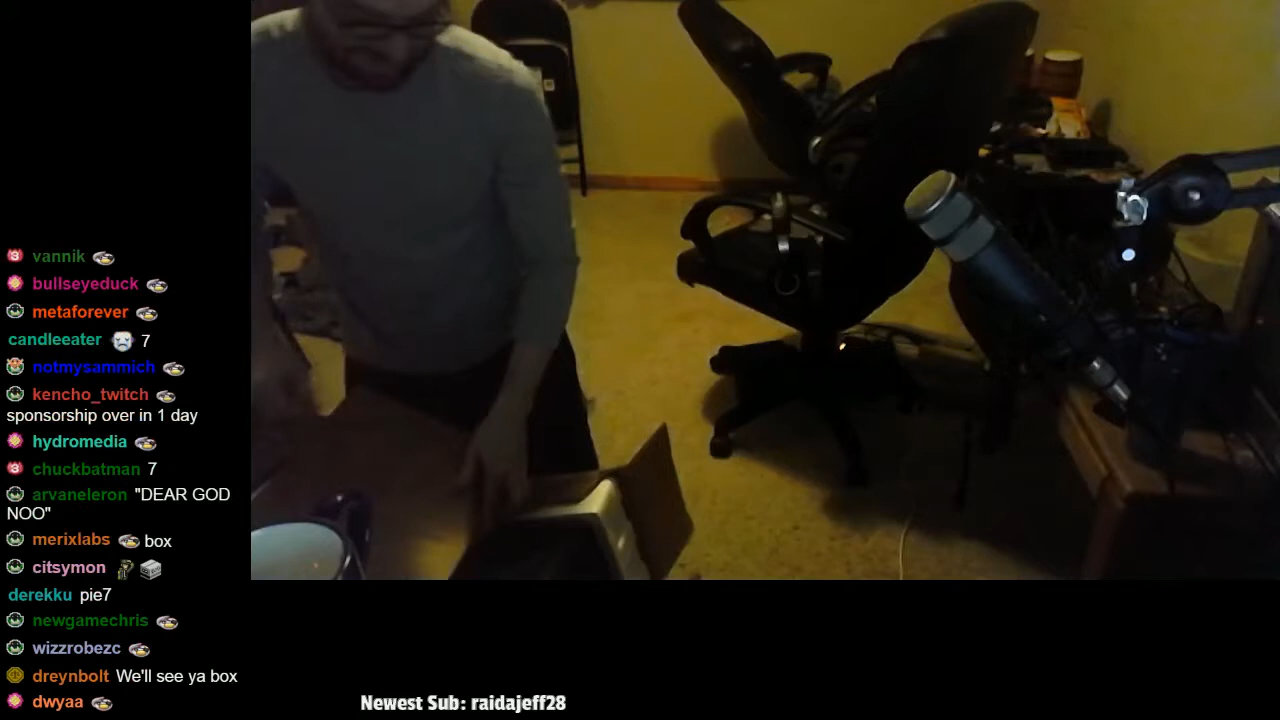 vannik
bullseyeduck
metaforever
candleeater 7
notmysammich
kencho_twitch
sponsorship over in 1 day
hydromedia
chuckbatman 7
arvaneleron "DEAR GOD
NOO"
merixlabs box
citsymon
derekku pie7
newgamechris
wizzrobezc
dreynbolt We'll see ya box
dwyaa
Newest Sub: raidajeff28